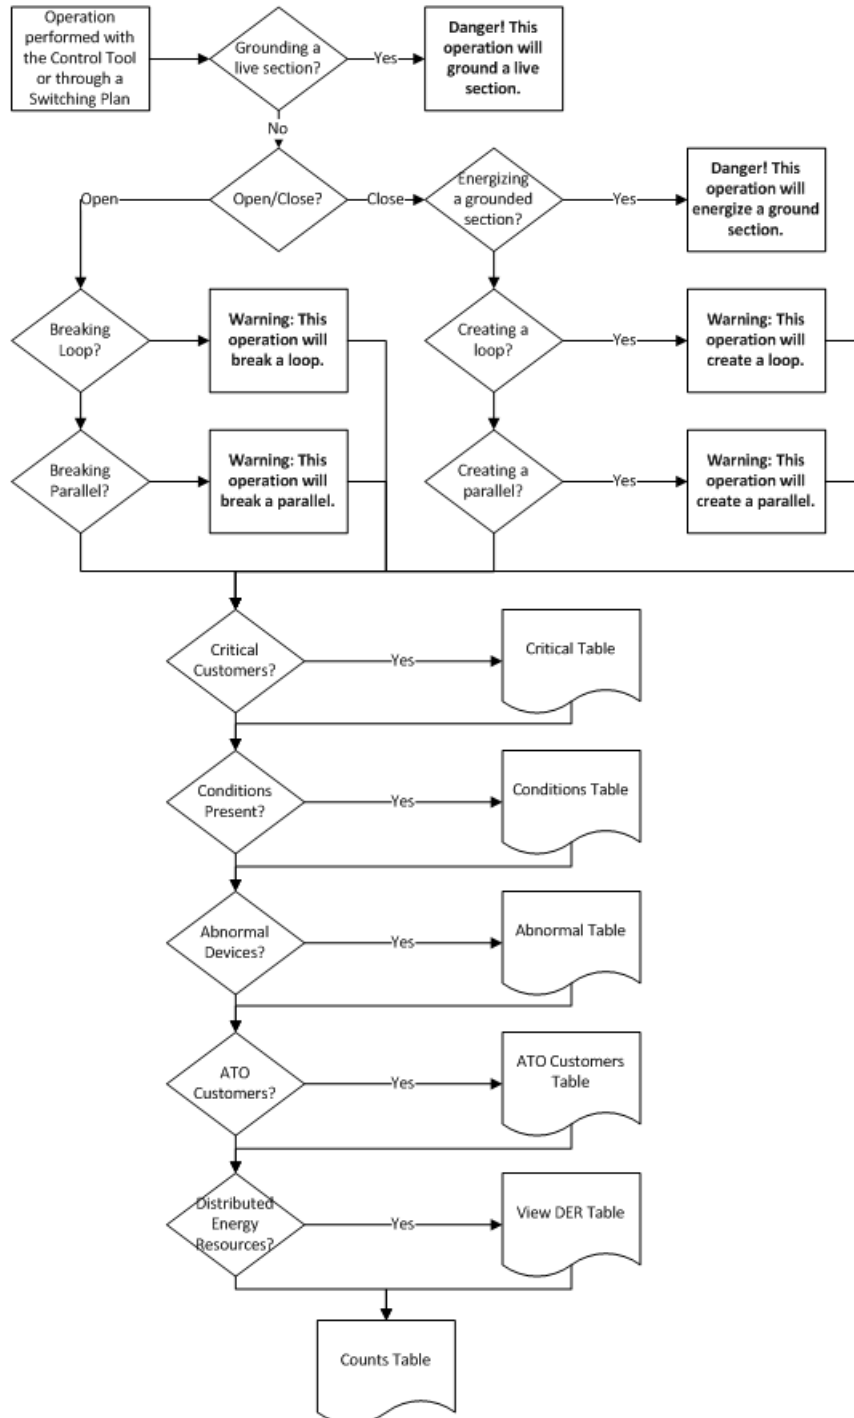 Operation
performed with
the Control Tool
or through a
Switching Plan
Grounding a
live section?
Yes
Danger! This
operation will
ground a live
section.
No
Open
Open/Close?
Close
Energizing
a grounded
section?
Yes
Danger! This
operation will
energize a ground
section.
Breaking
Loop?
Warning: This
operation will
break a loop.
Creating a
loop?
Yes
Warning: This
operation will
create a loop.
Breaking
Parallel?
Warning: This
operation will
break a parallel.
Creating a
parallel?
Yes
Warning: This
operation will
create a parallel.
Critical
Customers?
Yes
Critical Table
Conditions
Present?
Yes
Conditions Table
Abnormal
Devices?
Yes
Abnormal Table
ATO
Customers?
Yes
ATO Customers
Table
Distributed
Energy
Resources?
Yes
View DER Table
Counts Table